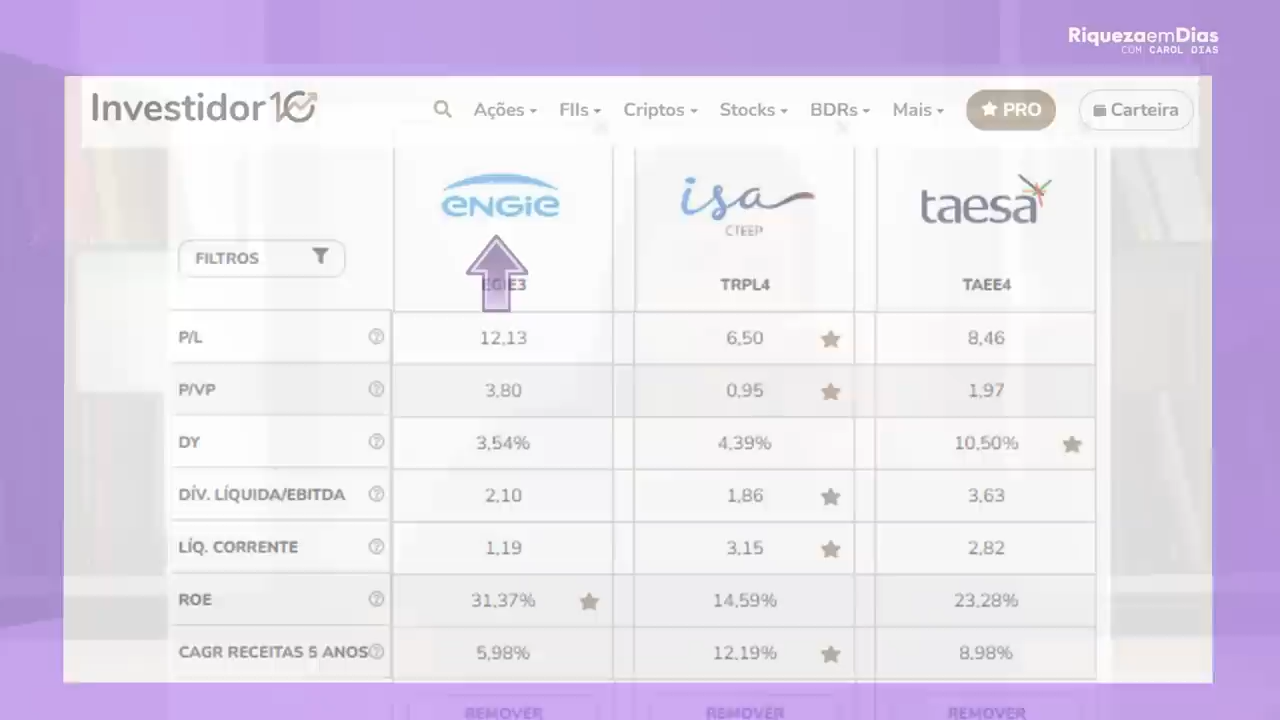 RiquezaemDias
COM CAROL DIAS
Investidor10
Ações
FIIs
Criptos
Stocks
BDRs
Mais
PRO
Carteira
ENGIE
isa
CTEEP
taesa
FILTROS
EGIE3
TRPL4
TAEE4
P/L 12,13 6,50 8,46
P/VP 3,80 0,95 1,97
DY 3,54% 4,39% 10,50%
DÍV. LÍQUIDA/EBITDA 2,10 1,86 3,63
LÍQ. CORRENTE 1,19 3,15 2,82
ROE 31,37% 14,59% 23,28%
CAGR RECEITAS 5 ANOS 5,98% 12,19% 8,98%
REMOVER REMOVER REMOVER